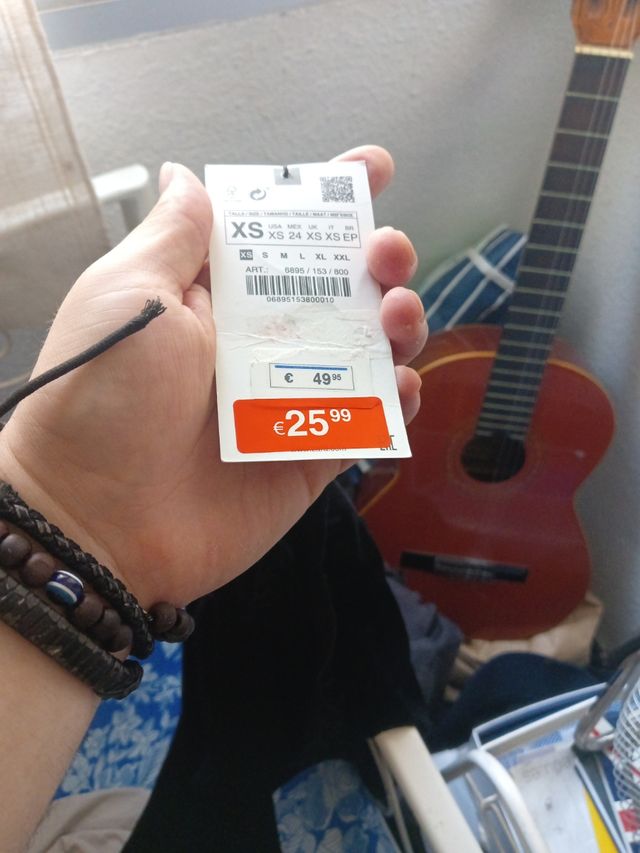 TALLA / SIZE / TAMANHO / TAILLE / MAAT / ΜΕΓΕΘΟΣ
XS USA XS MEX 24 UK XS IT XS BR EP
XS S M L XL XXL
ART.: 6895 / 153 / 800
06895153800010
€ 49 95
€25 99